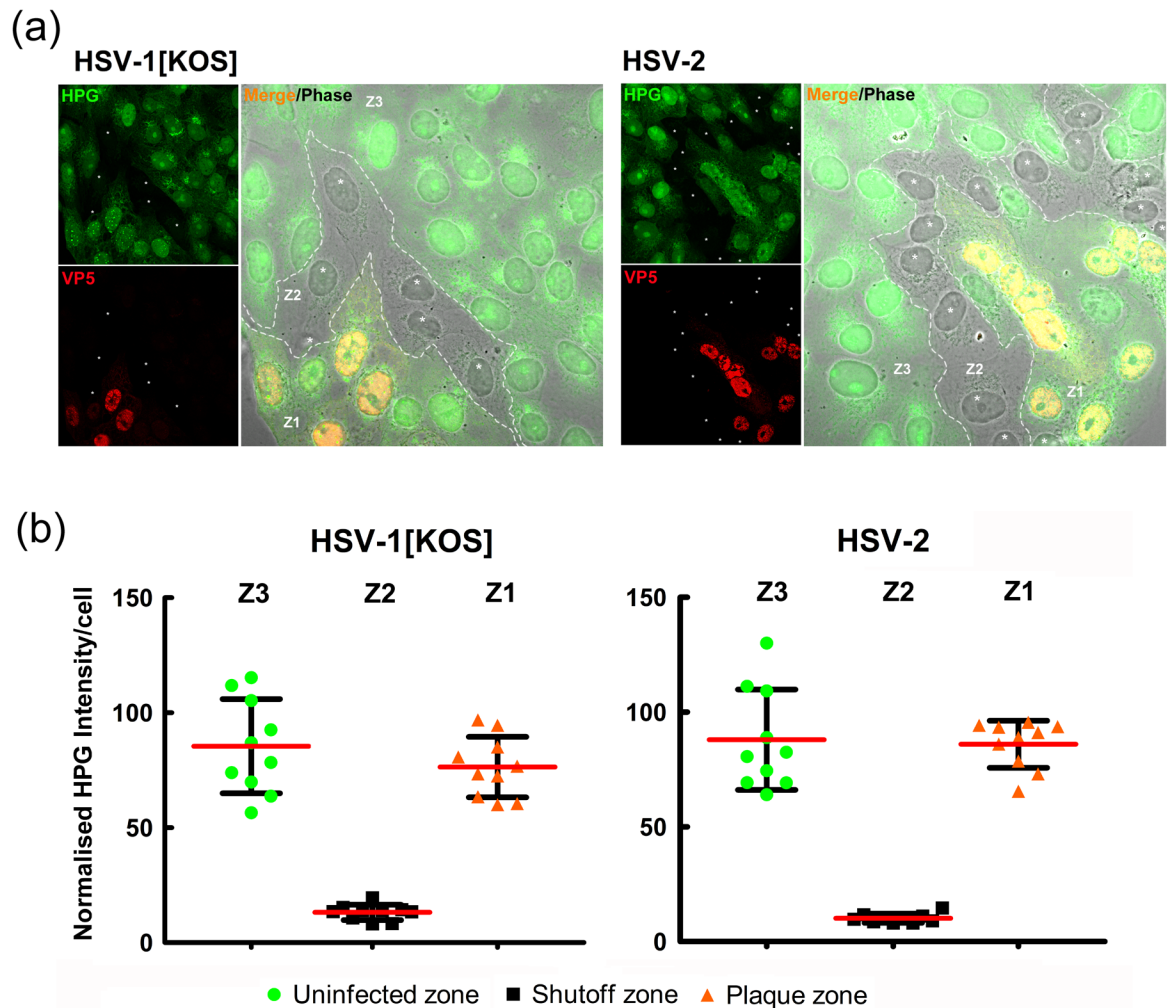 (a)
HSV-1[KOS]
HPG
VP5
Merge/Phase
Z3
Z2
Z1
HSV-2
HPG
VP5
Merge/Phase
Z3
Z2
Z1
(b)
HSV-1[KOS]
HSV-2
Normalised HPG Intensity/cell
150
100
50
0
Z3 Z2 Z1
150
100
50
0
Z3 Z2 Z1
Uninfected zone Shutoff zone Plaque zone